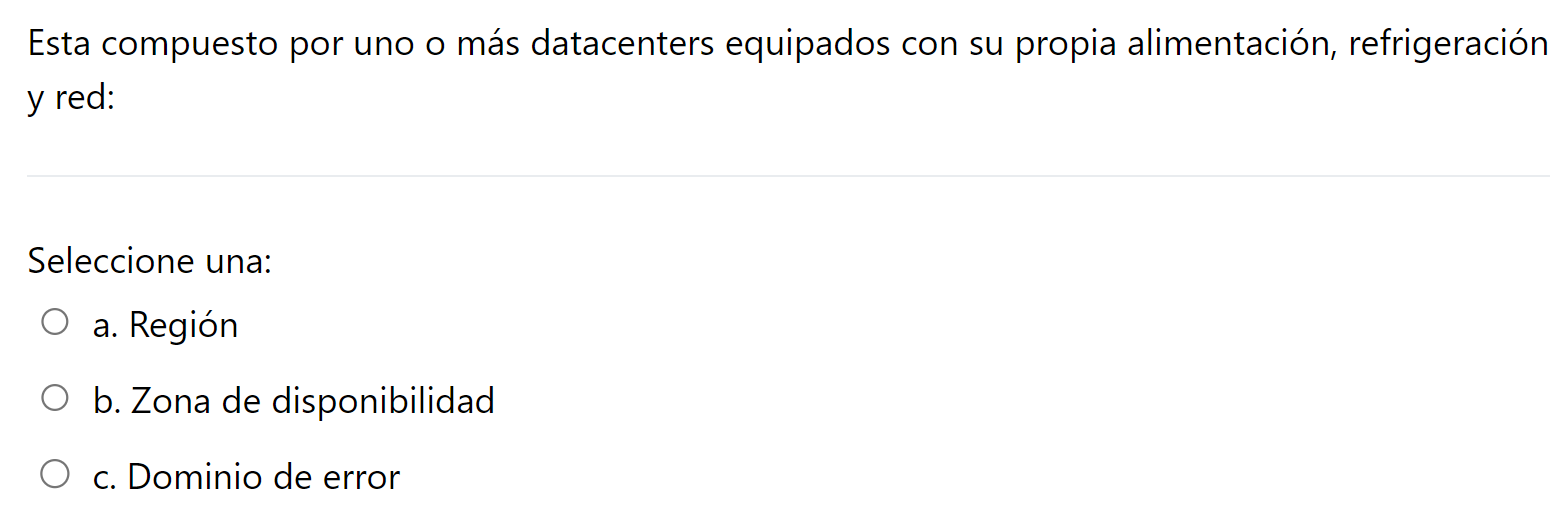 Esta compuesto por uno o más datacenters equipados con su propia alimentación, refrigeración
y red:
Seleccione una:
a. Región
b. Zona de disponibilidad
c. Dominio de error